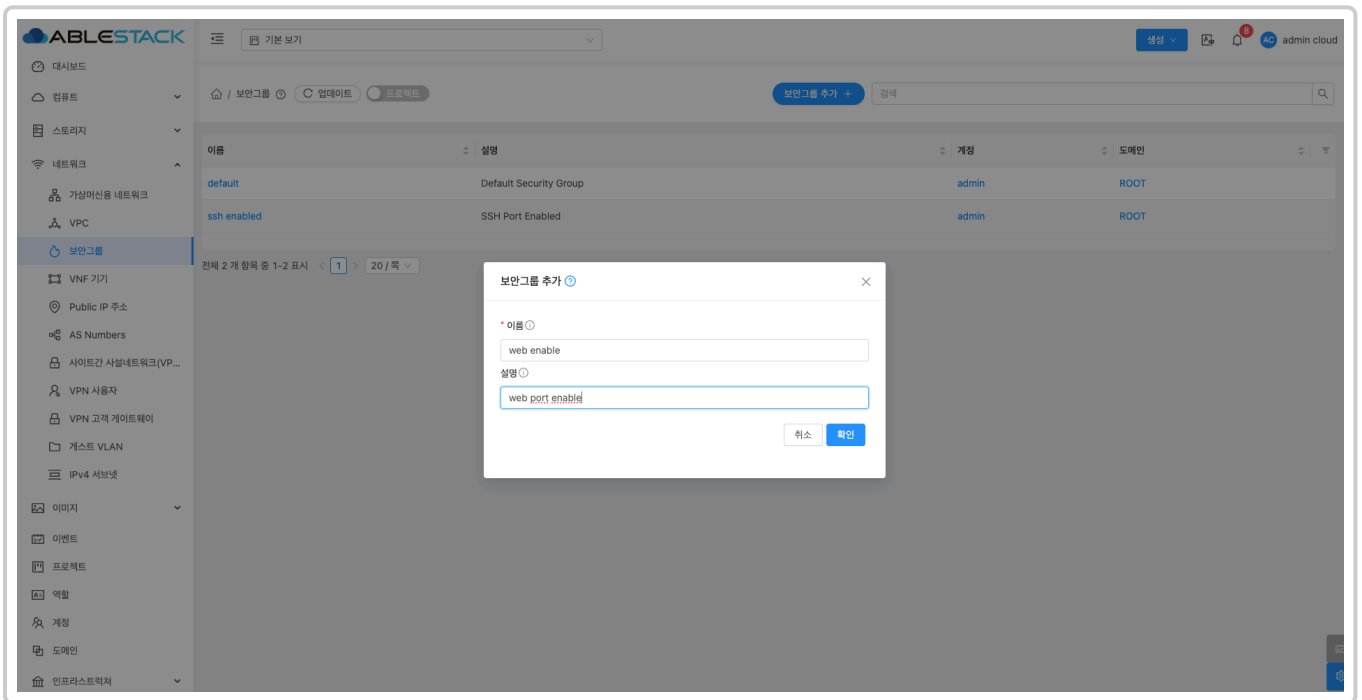 ABLESTACK
기본 보기
생성
8
AC
admin cloud
대시보드
컴퓨트
스토리지
네트워크
가상머신용 네트워크
VPC
보안그룹
VNF 기기
Public IP 주소
AS Numbers
사이트간 사설네트워크(VP...
VPN 사용자
VPN 고객 게이트웨이
게스트 VLAN
IPv4 서브넷
이미지
이벤트
프로젝트
역할
계정
도메인
인프라스트럭쳐
/ 보안그룹 업데이트 프로젝트
보안그룹 추가 +
검색
이름 설명 계정 도메인
default Default Security Group admin ROOT
ssh enabled SSH Port Enabled admin ROOT
전체 2 개 항목 중 1-2 표시 < 1 > 20 / 쪽
보안그룹 추가
* 이름
web enable
설명
web port enable
취소 확인